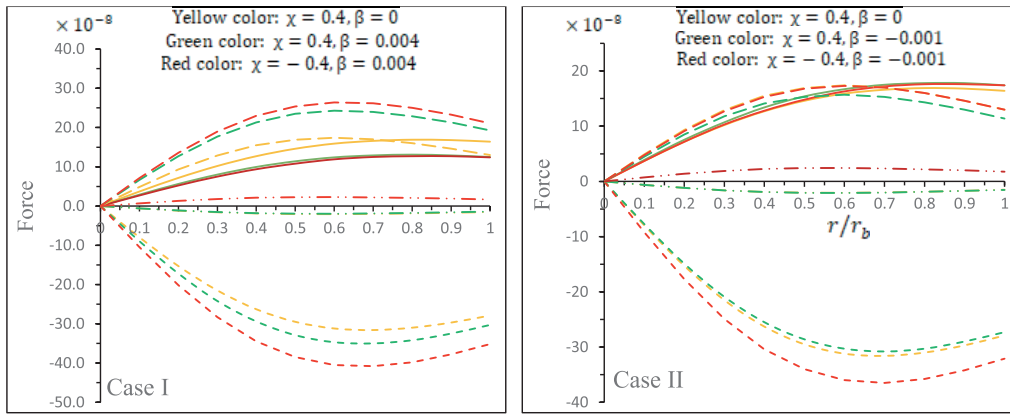 ×10⁻⁸
Yellow color: χ = 0.4, β = 0
Green color: χ = 0.4, β = 0.004
Red color: χ = − 0.4, β = 0.004
40.0
30.0
20.0
10.0
0.0
-10.0
-20.0
-30.0
-40.0
-50.0
Force
0 0.1 0.2 0.3 0.4 0.5 0.6 0.7 0.8 0.9 1
Case I
×10⁻⁸
Yellow color: χ = 0.4, β = 0
Green color: χ = 0.4, β = −0.001
Red color: χ = − 0.4, β = −0.001
20
10
0
-10
-20
-30
-40
Force
0 0.1 0.2 0.3 0.4 0.5 0.6 0.7 0.8 0.9 1
r/r_b
Case II